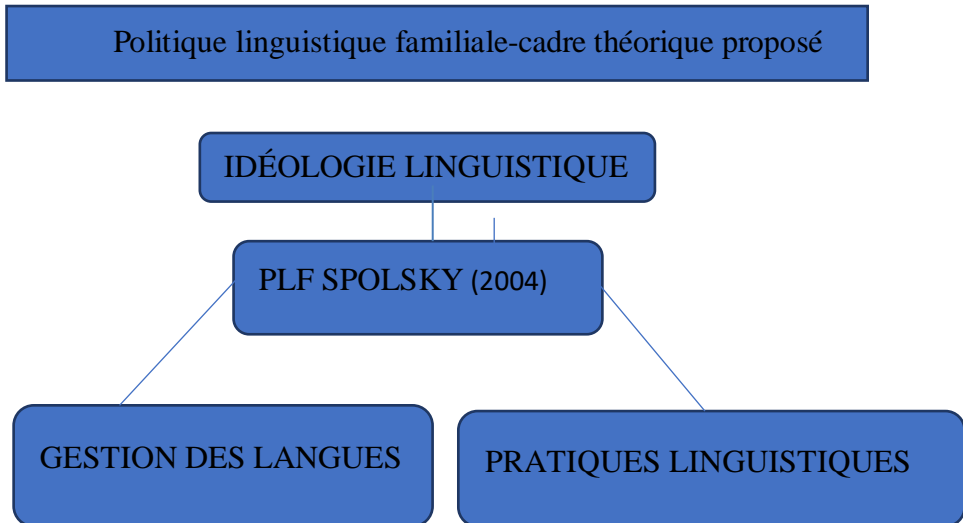 Politique linguistique familiale-cadre théorique proposé
IDÉOLOGIE LINGUISTIQUE
PLF SPOLSKY (2004)
GESTION DES LANGUES
PRATIQUES LINGUISTIQUES